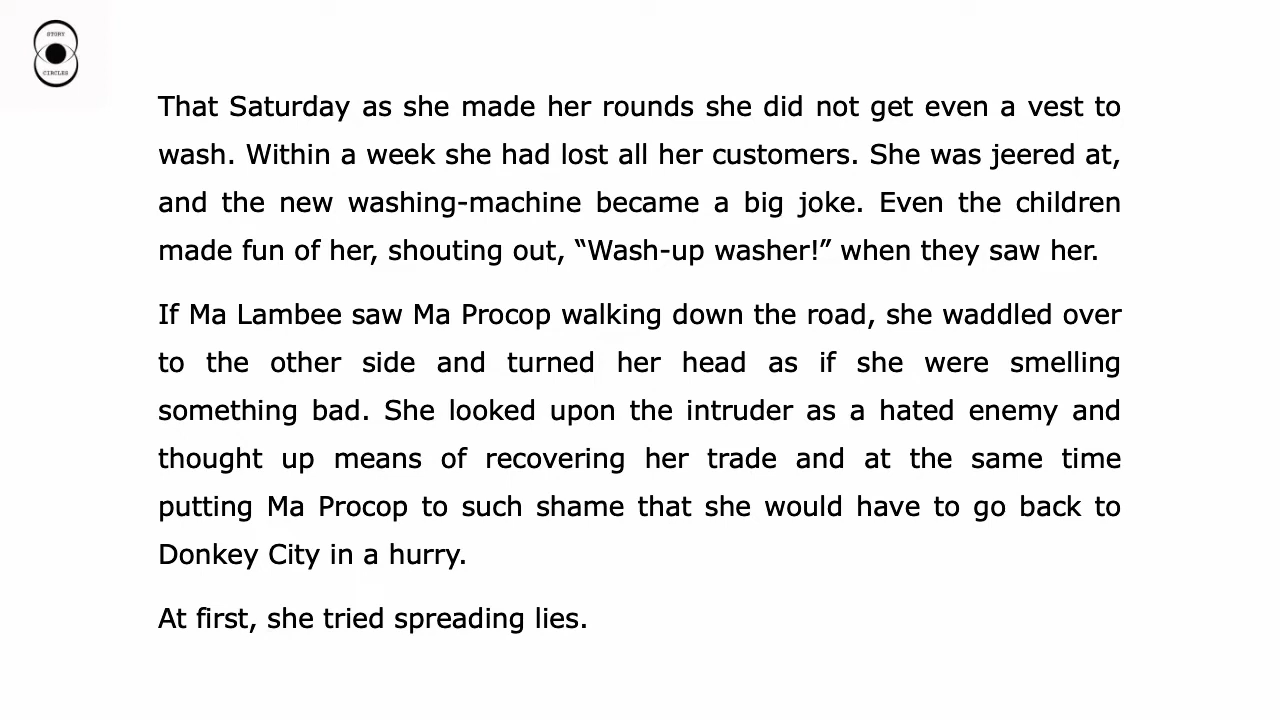 STORY
CIRCLES
That Saturday as she made her rounds she did not get even a vest to
wash. Within a week she had lost all her customers. She was jeered at,
and the new washing-machine became a big joke. Even the children
made fun of her, shouting out, “Wash-up washer!” when they saw her.
If Ma Lambee saw Ma Procop walking down the road, she waddled over
to the other side and turned her head as if she were smelling
something bad. She looked upon the intruder as a hated enemy and
thought up means of recovering her trade and at the same time
putting Ma Procop to such shame that she would have to go back to
Donkey City in a hurry.
At first, she tried spreading lies.